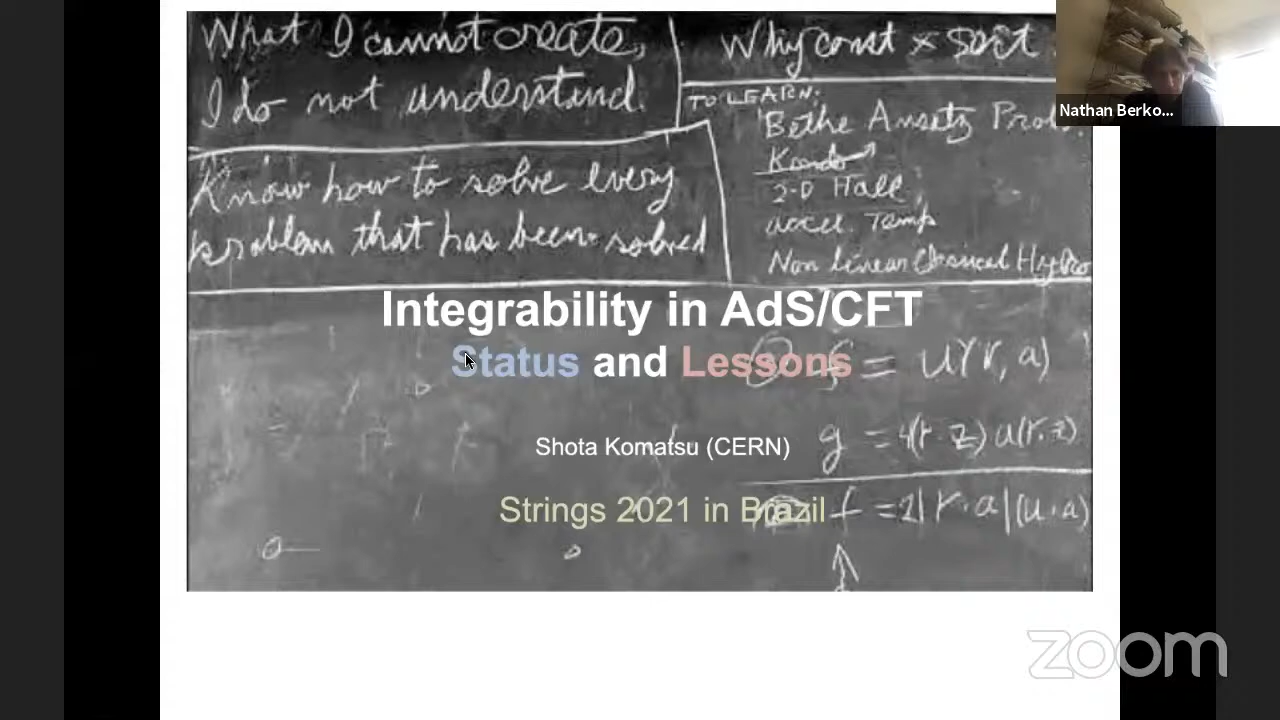 What I cannot create,
I do not understand.
Know how to solve every
problem that has been solved
Why const × sort
TO LEARN:
Bethe Ansatz Prob.
Kondo
2-D Hall
accel. Temp
Non linear Classical Hydro
Integrability in AdS/CFT
Status and Lessons
f = u(r, a)
Shota Komatsu (CERN)
g = 4(r·z) u(r.z)
Strings 2021 in Brazil
f = 2|r·a|(u·a)
Nathan Berko...
zoom